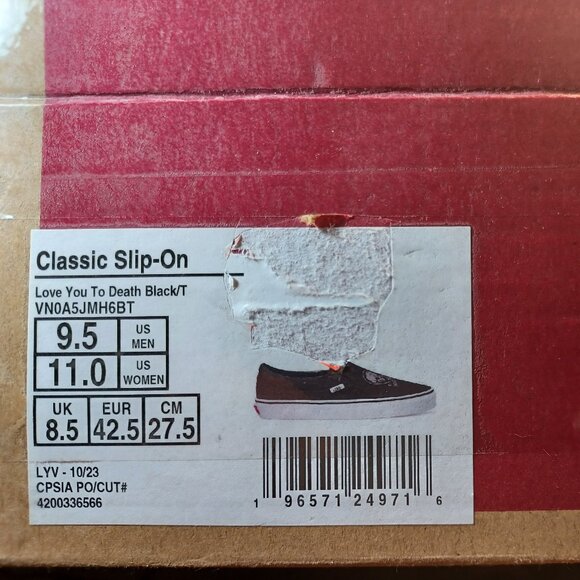 Classic Slip-On
Love You To Death Black/T
VN0A5JMH6BT
9.5 US MEN
11.0 US WOMEN
UK EUR CM
8.5 42.5 27.5
LYV - 10/23
CPSIA PO/CUT#
4200336566
1 96571 24971 6